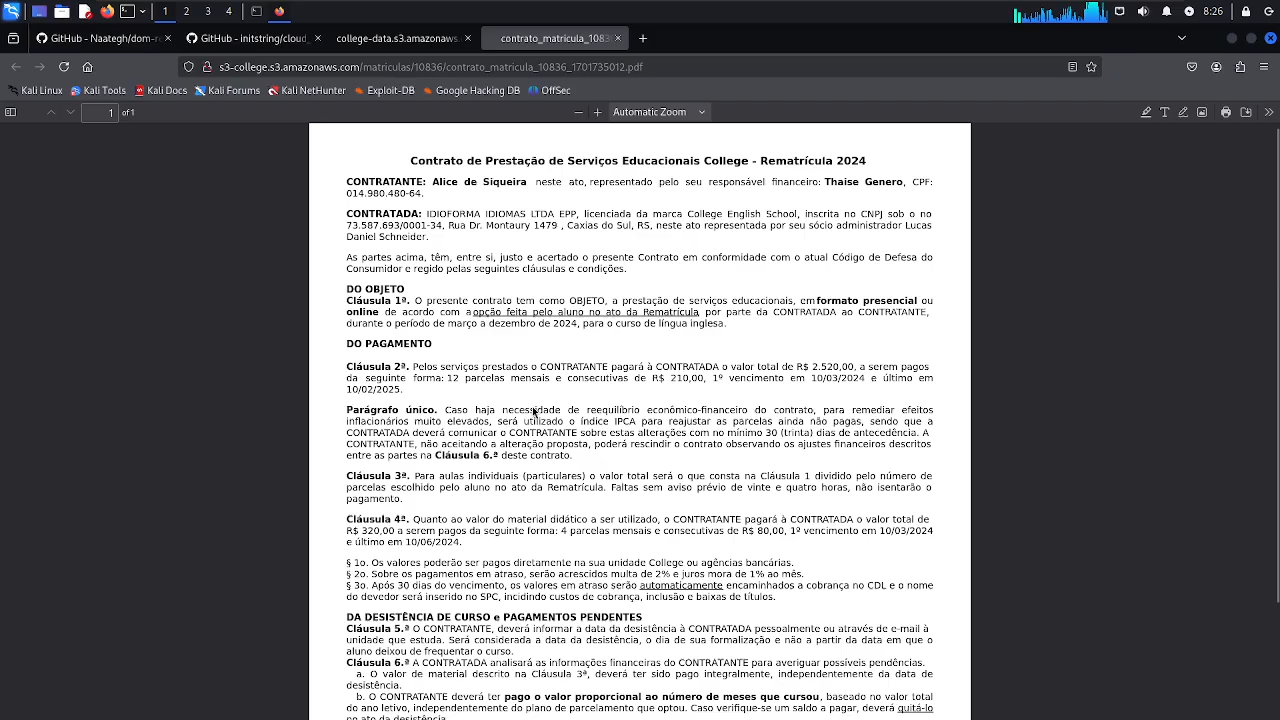 1
2
3
4
8:26
GitHub - Naategh/dom-r
GitHub - initstring/cloud_
college-data.s3.amazonaws.
contrato_matricula_1083
s3-college.s3.amazonaws.com/matriculas/10836/contrato_matricula_10836_1701735012.pdf
Kali Linux
Kali Tools
Kali Docs
Kali Forums
Kali NetHunter
Exploit-DB
Google Hacking DB
OffSec
1 of 1
Automatic Zoom
Contrato de Prestação de Serviços Educacionais College - Rematrícula 2024
CONTRATANTE: Alice de Siqueira neste ato, representado pelo seu responsável financeiro: Thaise Genero, CPF:
014.980.480-64.
CONTRATADA: IDIOFORMA IDIOMAS LTDA EPP, licenciada da marca College English School, inscrita no CNPJ sob o no
73.587.693/0001-34, Rua Dr. Montaury 1479 , Caxias do Sul, RS, neste ato representada por seu sócio administrador Lucas
Daniel Schneider.
As partes acima, têm, entre si, justo e acertado o presente Contrato em conformidade com o atual Código de Defesa do
Consumidor e regido pelas seguintes cláusulas e condições.
DO OBJETO
Cláusula 1ª. O presente contrato tem como OBJETO, a prestação de serviços educacionais, em formato presencial ou
online de acordo com a opção feita pelo aluno no ato da Rematrícula, por parte da CONTRATADA ao CONTRATANTE,
durante o período de março a dezembro de 2024, para o curso de língua inglesa.
DO PAGAMENTO
Cláusula 2ª. Pelos serviços prestados o CONTRATANTE pagará à CONTRATADA o valor total de R$ 2.520,00, a serem pagos
da seguinte forma: 12 parcelas mensais e consecutivas de R$ 210,00, 1º vencimento em 10/03/2024 e último em
10/02/2025.
Parágrafo único. Caso haja necessidade de reequilíbrio econômico-financeiro do contrato, para remediar efeitos
inflacionários muito elevados, será utilizado o índice IPCA para reajustar as parcelas ainda não pagas, sendo que a
CONTRATADA deverá comunicar o CONTRATANTE sobre estas alterações com no mínimo 30 (trinta) dias de antecedência. A
CONTRATANTE, não aceitando a alteração proposta, poderá rescindir o contrato observando os ajustes financeiros descritos
entre as partes na Cláusula 6.ª deste contrato.
Cláusula 3ª. Para aulas individuais (particulares) o valor total será o que consta na Cláusula 1 dividido pelo número de
parcelas escolhido pelo aluno no ato da Rematrícula. Faltas sem aviso prévio de vinte e quatro horas, não isentarão o
pagamento.
Cláusula 4ª. Quanto ao valor do material didático a ser utilizado, o CONTRATANTE pagará à CONTRATADA o valor total de
R$ 320,00 a serem pagos da seguinte forma: 4 parcelas mensais e consecutivas de R$ 80,00, 1º vencimento em 10/03/2024
e último em 10/06/2024.
§ 1o. Os valores poderão ser pagos diretamente na sua unidade College ou agências bancárias.
§ 2o. Sobre os pagamentos em atraso, serão acrescidos multa de 2% e juros mora de 1% ao mês.
§ 3o. Após 30 dias do vencimento, os valores em atraso serão automaticamente encaminhados a cobrança no CDL e o nome
do devedor será inserido no SPC, incidindo custos de cobrança, inclusão e baixas de títulos.
DA DESISTÊNCIA DE CURSO e PAGAMENTOS PENDENTES
Cláusula 5.ª O CONTRATANTE, deverá informar a data da desistência à CONTRATADA pessoalmente ou através de e-mail à
unidade que estuda. Será considerada a data da desistência, o dia de sua formalização e não a partir da data em que o
aluno deixou de frequentar o curso.
Cláusula 6.ª A CONTRATADA analisará as informações financeiras do CONTRATANTE para averiguar possíveis pendências.
a. O valor de material descrito na Cláusula 3ª, deverá ter sido pago integralmente, independentemente da data de
desistência.
b. O CONTRATANTE deverá ter pago o valor proporcional ao número de meses que cursou, baseado no valor total
do ano letivo, independentemente do plano de parcelamento que optou. Caso verifique-se um saldo a pagar, deverá quitá-lo
no ato da desistência.